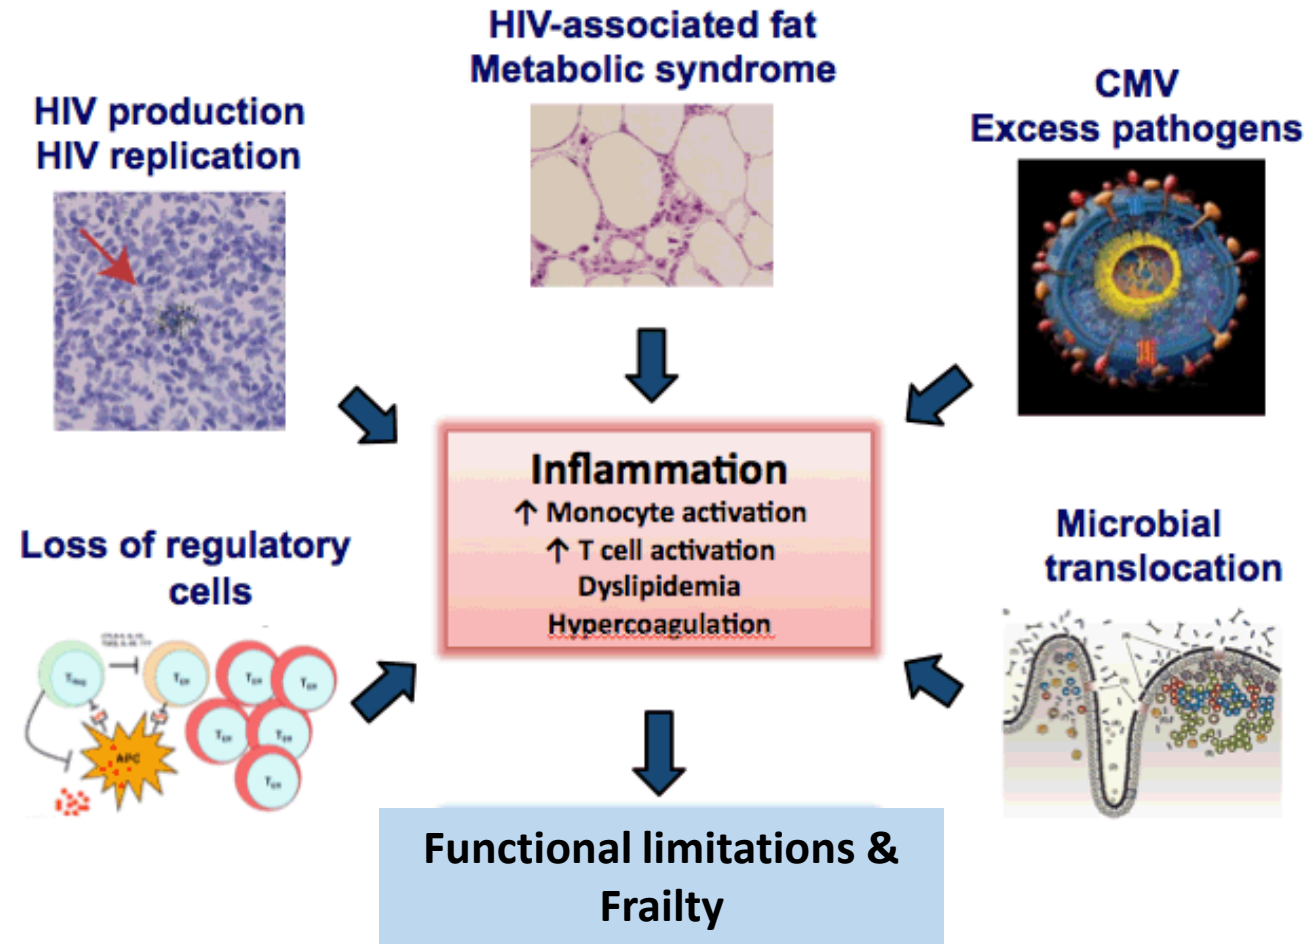 HIV-associated fat
Metabolic syndrome
CMV
Excess pathogens
HIV production
HIV replication
Inflammation
↑ Monocyte activation
↑ T cell activation
Dyslipidemia
Hypercoagulation
Loss of regulatory
cells
Microbial
translocation
APC
Functional limitations &
Frailty